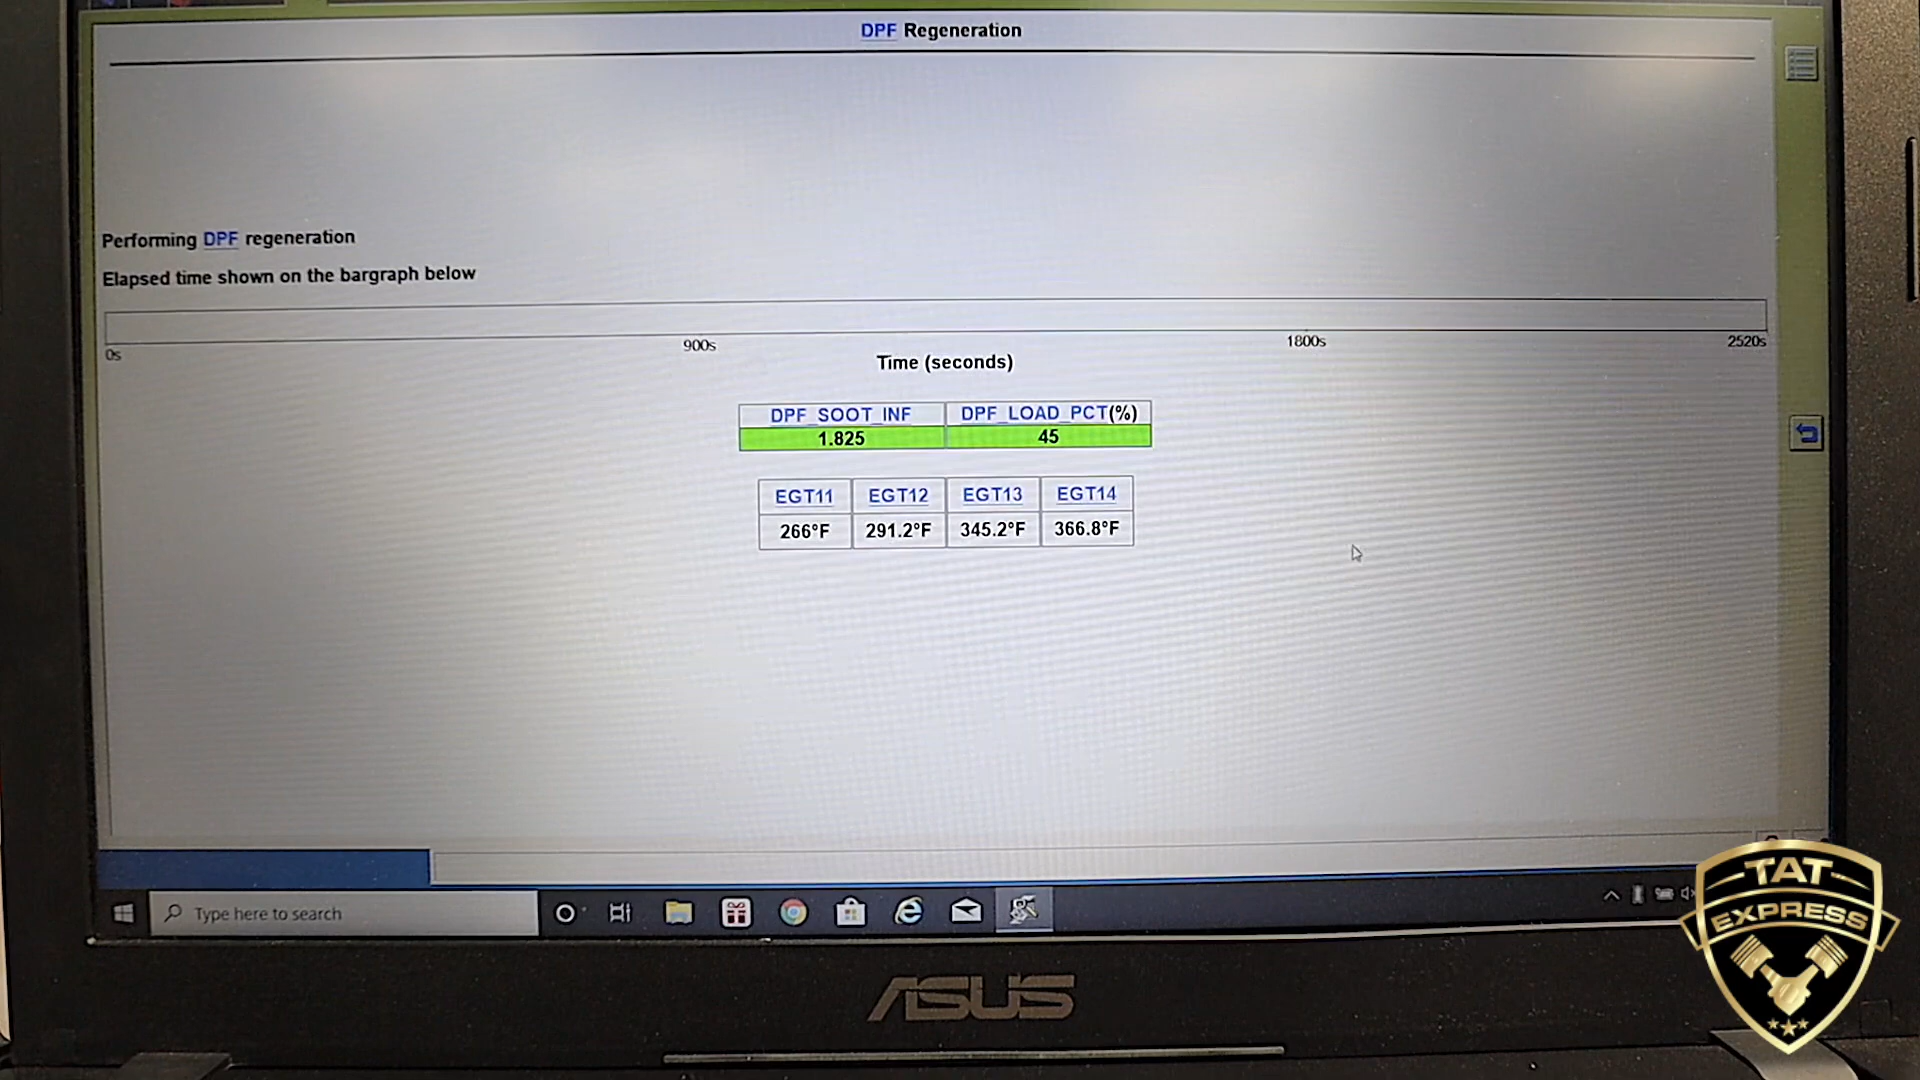 DPF Regeneration
Performing DPF regeneration
Elapsed time shown on the bargraph below
0s 900s 1800s 2520s
Time (seconds)
DPF_SOOT_INF DPF_LOAD_PCT(%)
1.825 45
EGT11 EGT12 EGT13 EGT14
266°F 291.2°F 345.2°F 366.8°F
Type here to search
ASUS
TAT
EXPRESS